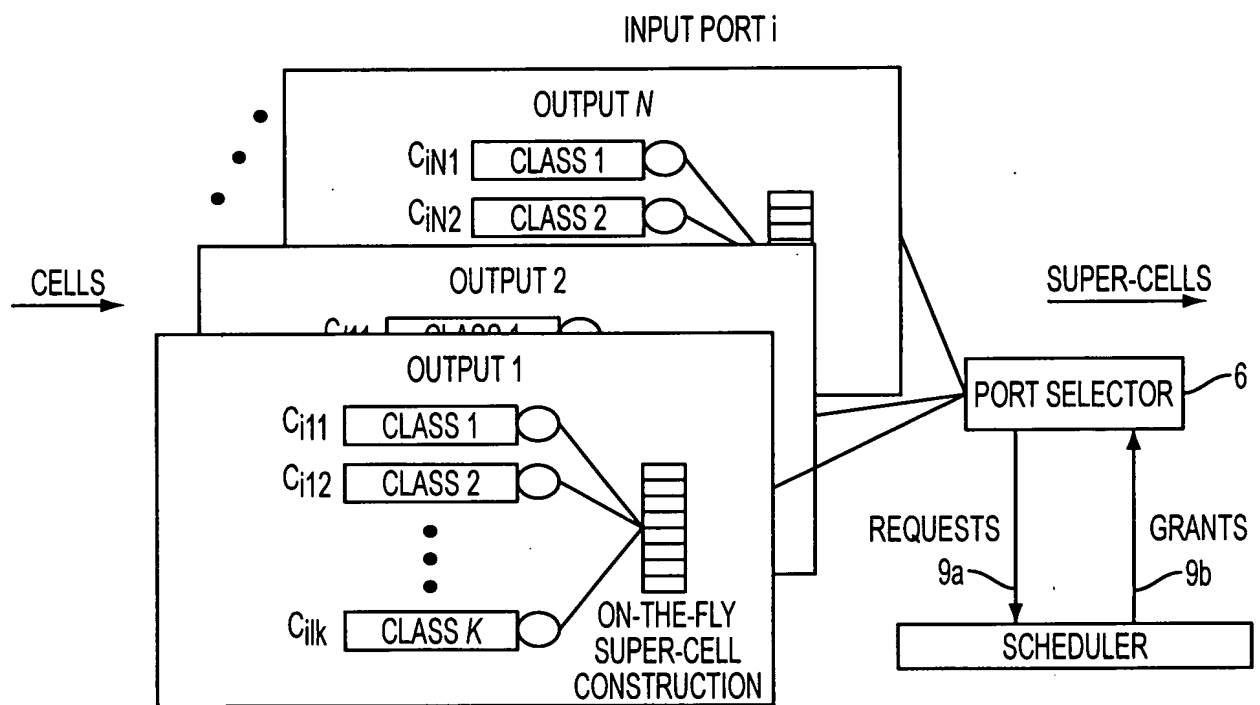 INPUT PORT i
OUTPUT N
CiN1 CLASS 1
CiN2 CLASS 2
CELLS
OUTPUT 2
SUPER-CELLS
OUTPUT 1
PORT SELECTOR
6
Ci11 CLASS 1
Ci12 CLASS 2
REQUESTS
9a
GRANTS
9b
Cilk CLASS K
ON-THE-FLY
SUPER-CELL
CONSTRUCTION
SCHEDULER